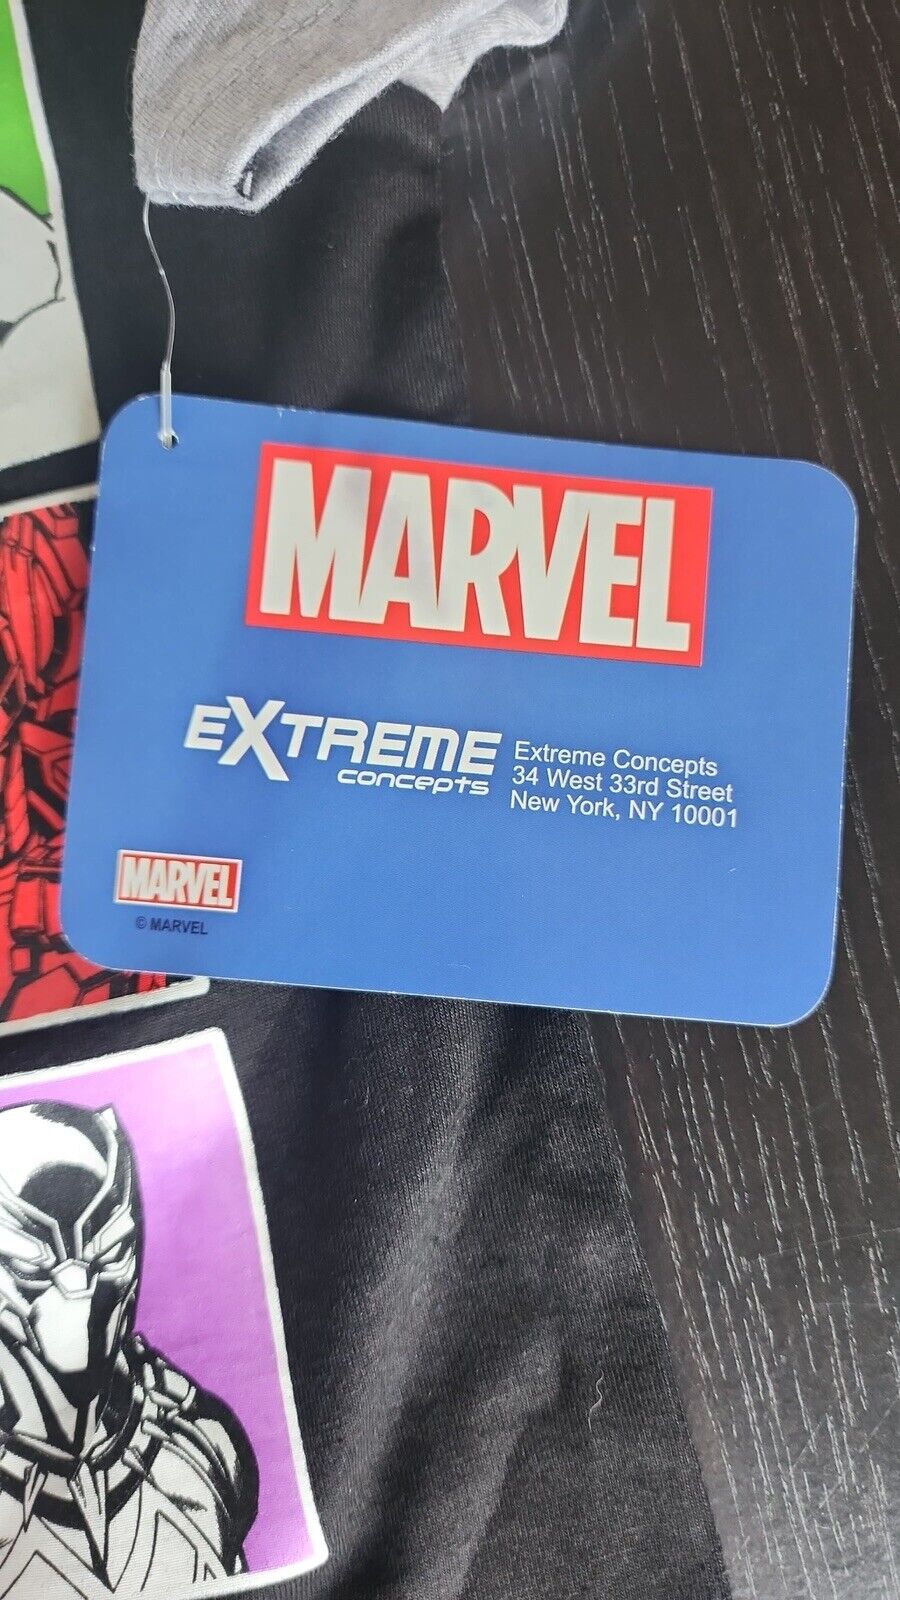 MARVEL
EXTREME
concepts
Extreme Concepts
34 West 33rd Street
New York, NY 10001
MARVEL
© MARVEL